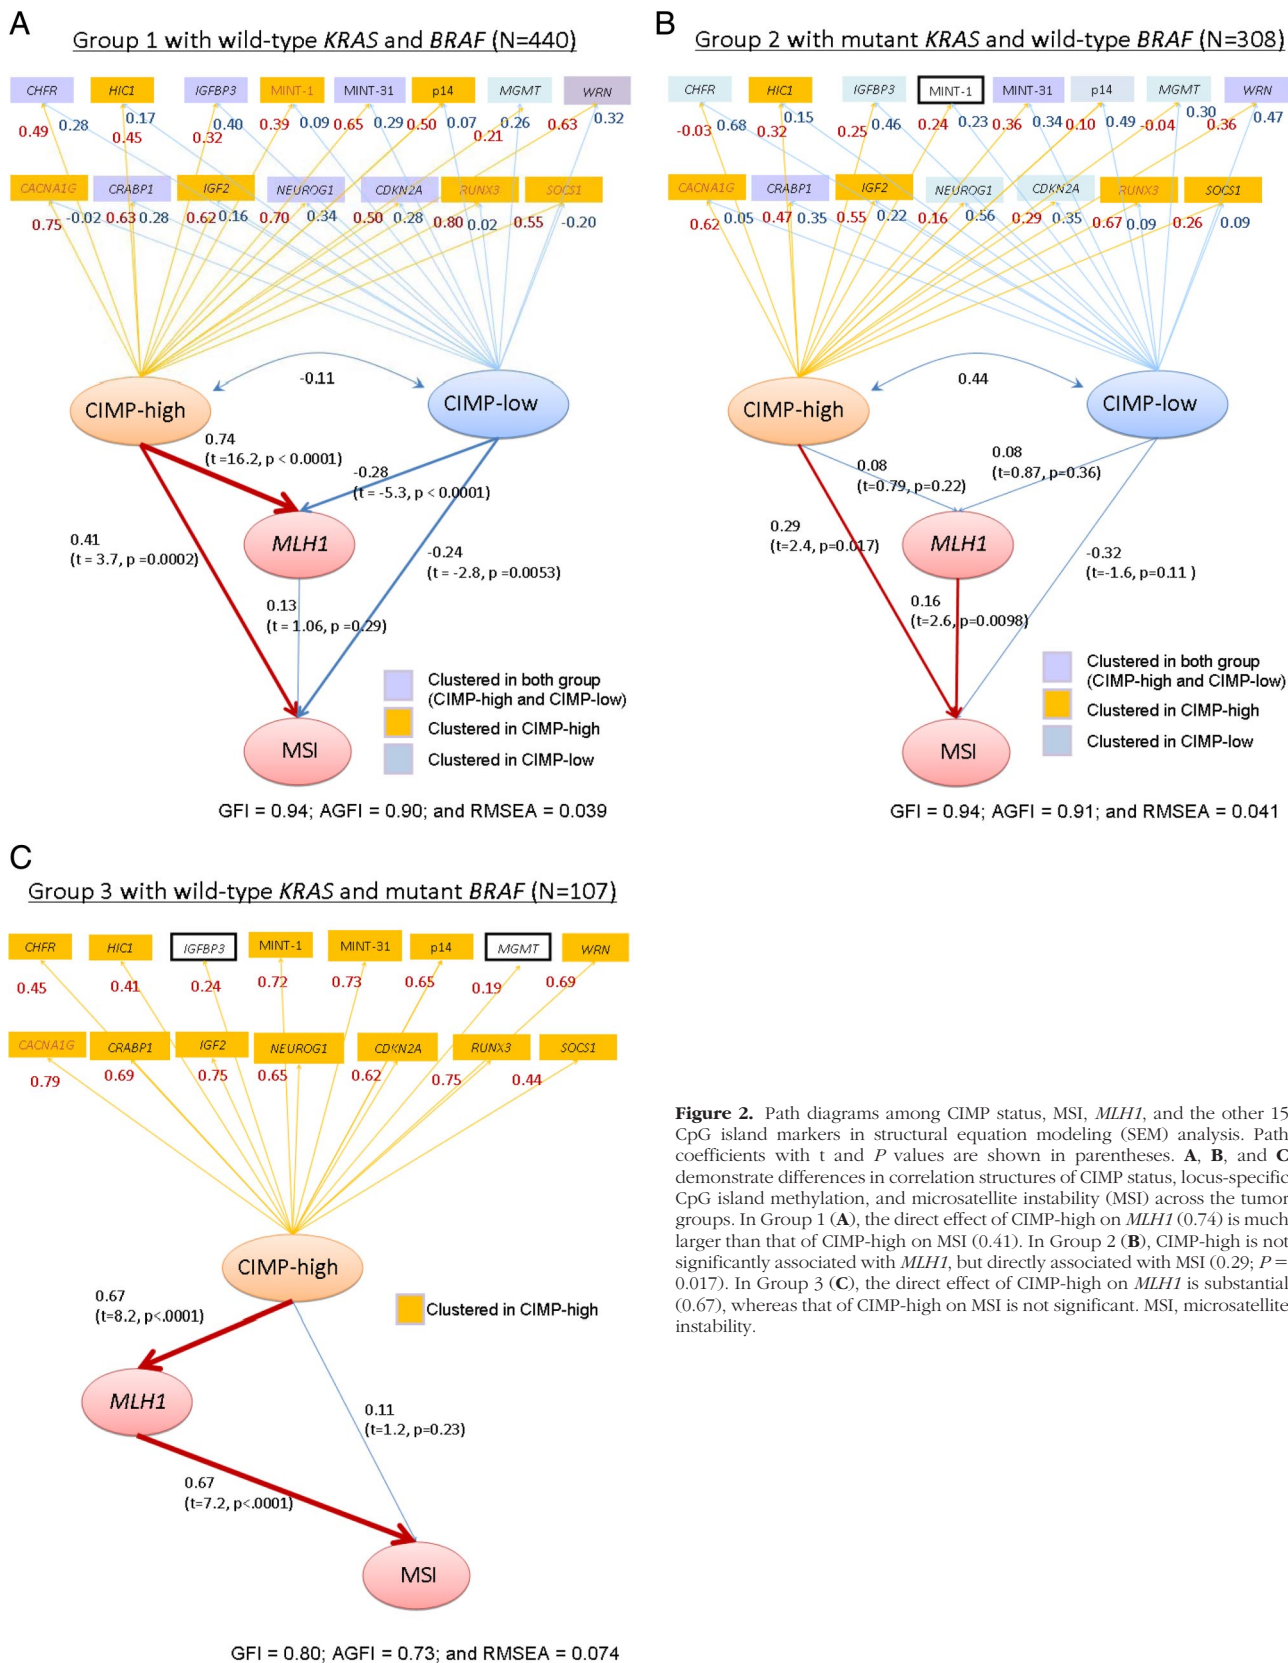 A
Group 1 with wild-type KRAS and BRAF (N=440)
CHFR HIC1 IGFBP3 MINT-1 MINT-31 p14 MGMT WRN
0.49 0.28 0.45 0.17 0.32 0.40 0.39 0.09 0.65 0.29 0.50 0.07 0.21 0.26 0.63 0.32
CACNA1G CRABP1 IGF2 NEUROG1 CDKN2A RUNX3 SOCS1
0.75 -0.02 0.63 0.28 0.62 0.16 0.70 0.34 0.50 0.28 0.80 0.02 0.55 -0.20
-0.11
CIMP-high
CIMP-low
0.74
(t =16.2, p < 0.0001)
-0.28
(t = -5.3, p < 0.0001)
MLH1
0.41
(t = 3.7, p =0.0002)
-0.24
(t = -2.8, p =0.0053)
0.13
(t = 1.06, p =0.29)
Clustered in both group
(CIMP-high and CIMP-low)
Clustered in CIMP-high
Clustered in CIMP-low
MSI
GFI = 0.94; AGFI = 0.90; and RMSEA = 0.039
B
Group 2 with mutant KRAS and wild-type BRAF (N=308)
CHFR HIC1 IGFBP3 MINT-1 MINT-31 p14 MGMT WRN
-0.03 0.68 0.32 0.15 0.25 0.46 0.24 0.23 0.36 0.34 0.10 0.49 -0.04 0.30 0.36 0.47
CACNA1G CRABP1 IGF2 NEUROG1 CDKN2A RUNX3 SOCS1
0.62 0.05 0.47 0.35 0.55 0.22 0.16 0.56 0.29 0.35 0.67 0.09 0.26 0.09
0.44
CIMP-high
CIMP-low
0.08
(t=0.79, p=0.22)
0.08
(t=0.87, p=0.36)
MLH1
0.29
(t=2.4, p=0.017)
-0.32
(t=-1.6, p=0.11 )
0.16
(t=2.6, p=0.0098)
Clustered in both group
(CIMP-high and CIMP-low)
Clustered in CIMP-high
Clustered in CIMP-low
MSI
GFI = 0.94; AGFI = 0.91; and RMSEA = 0.041
C
Group 3 with wild-type KRAS and mutant BRAF (N=107)
CHFR HIC1 IGFBP3 MINT-1 MINT-31 p14 MGMT WRN
0.45 0.41 0.24 0.72 0.73 0.65 0.19 0.69
CACNA1G CRABP1 IGF2 NEUROG1 CDKN2A RUNX3 SOCS1
0.79 0.69 0.75 0.65 0.62 0.75 0.44
CIMP-high
0.67
(t=8.2, p<.0001)
Clustered in CIMP-high
MLH1
0.11
(t=1.2, p=0.23)
0.67
(t=7.2, p<.0001)
MSI
GFI = 0.80; AGFI = 0.73; and RMSEA = 0.074
Figure 2. Path diagrams among CIMP status, MSI, MLH1, and the other 15
CpG island markers in structural equation modeling (SEM) analysis. Path
coefficients with t and P values are shown in parentheses. A, B, and C
demonstrate differences in correlation structures of CIMP status, locus-specific
CpG island methylation, and microsatellite instability (MSI) across the tumor
groups. In Group 1 (A), the direct effect of CIMP-high on MLH1 (0.74) is much
larger than that of CIMP-high on MSI (0.41). In Group 2 (B), CIMP-high is not
significantly associated with MLH1, but directly associated with MSI (0.29; P =
0.017). In Group 3 (C), the direct effect of CIMP-high on MLH1 is substantial
(0.67), whereas that of CIMP-high on MSI is not significant. MSI, microsatellite
instability.